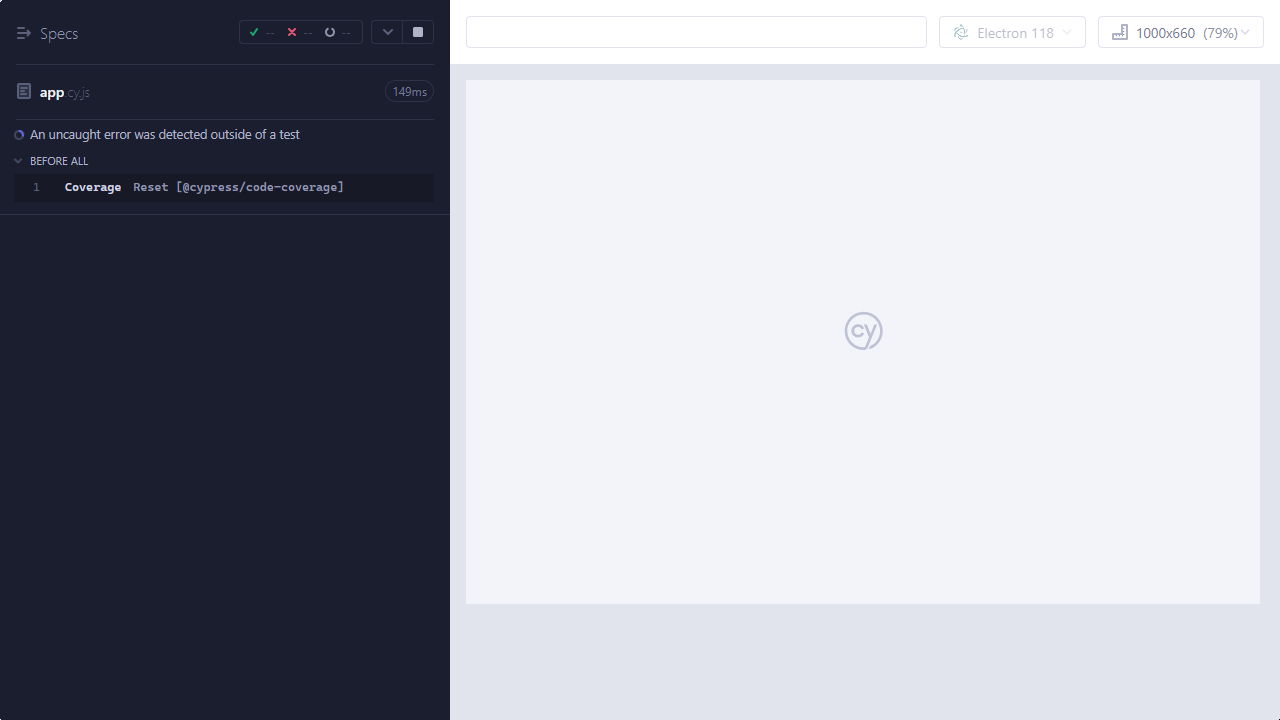 Specs
-- -- --
Electron 118
1000x660 (79%)
app.cy.js
149ms
An uncaught error was detected outside of a test
BEFORE ALL
1 Coverage Reset [@cypress/code-coverage]
cy